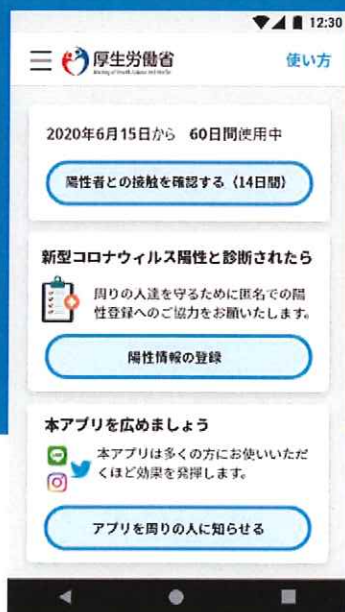 12:30
厚生労働省
使い方
2020年6月15日から 60日間使用中
陽性者との接触を確認する（14日間）
新型コロナウィルス陽性と診断されたら
周りの人達を守るために匿名での陽
性登録へのご協力をお願いいたします。
陽性情報の登録
本アプリを広めましょう
本アプリは多くの方にお使いいただ
くほど効果を発揮します。
アプリを周りの人に知らせる